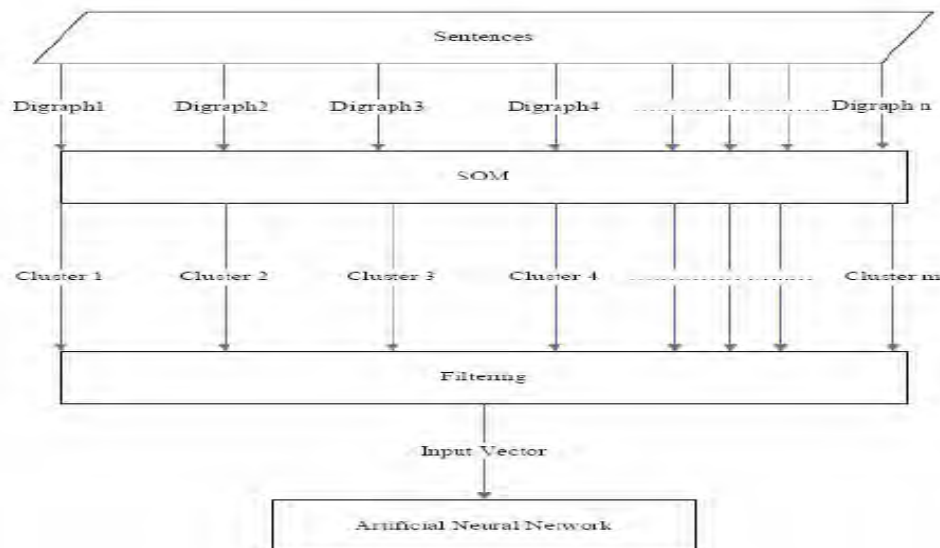 Sentences
Digraph1 Digraph2 Digraph3 Digraph4 ........................ Digraph n
SOM
Cluster 1 Cluster 2 Cluster 3 Cluster 4 ........................ Cluster m
Filtering
Input Vector
Artificial Neural Network